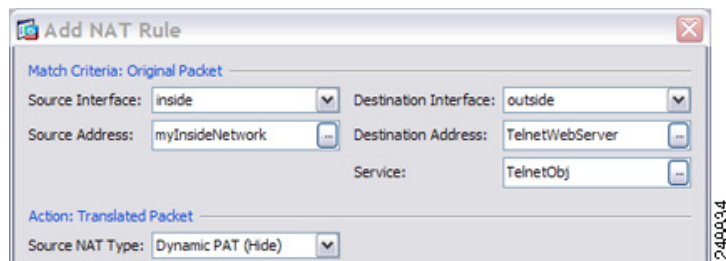 Add NAT Rule
Match Criteria: Original Packet
Source Interface: inside Destination Interface: outside
Source Address: myInsideNetwork ... Destination Address: TelnetWebServer ...
Service: TelnetObj ...
Action: Translated Packet
Source NAT Type: Dynamic PAT (Hide)
249834